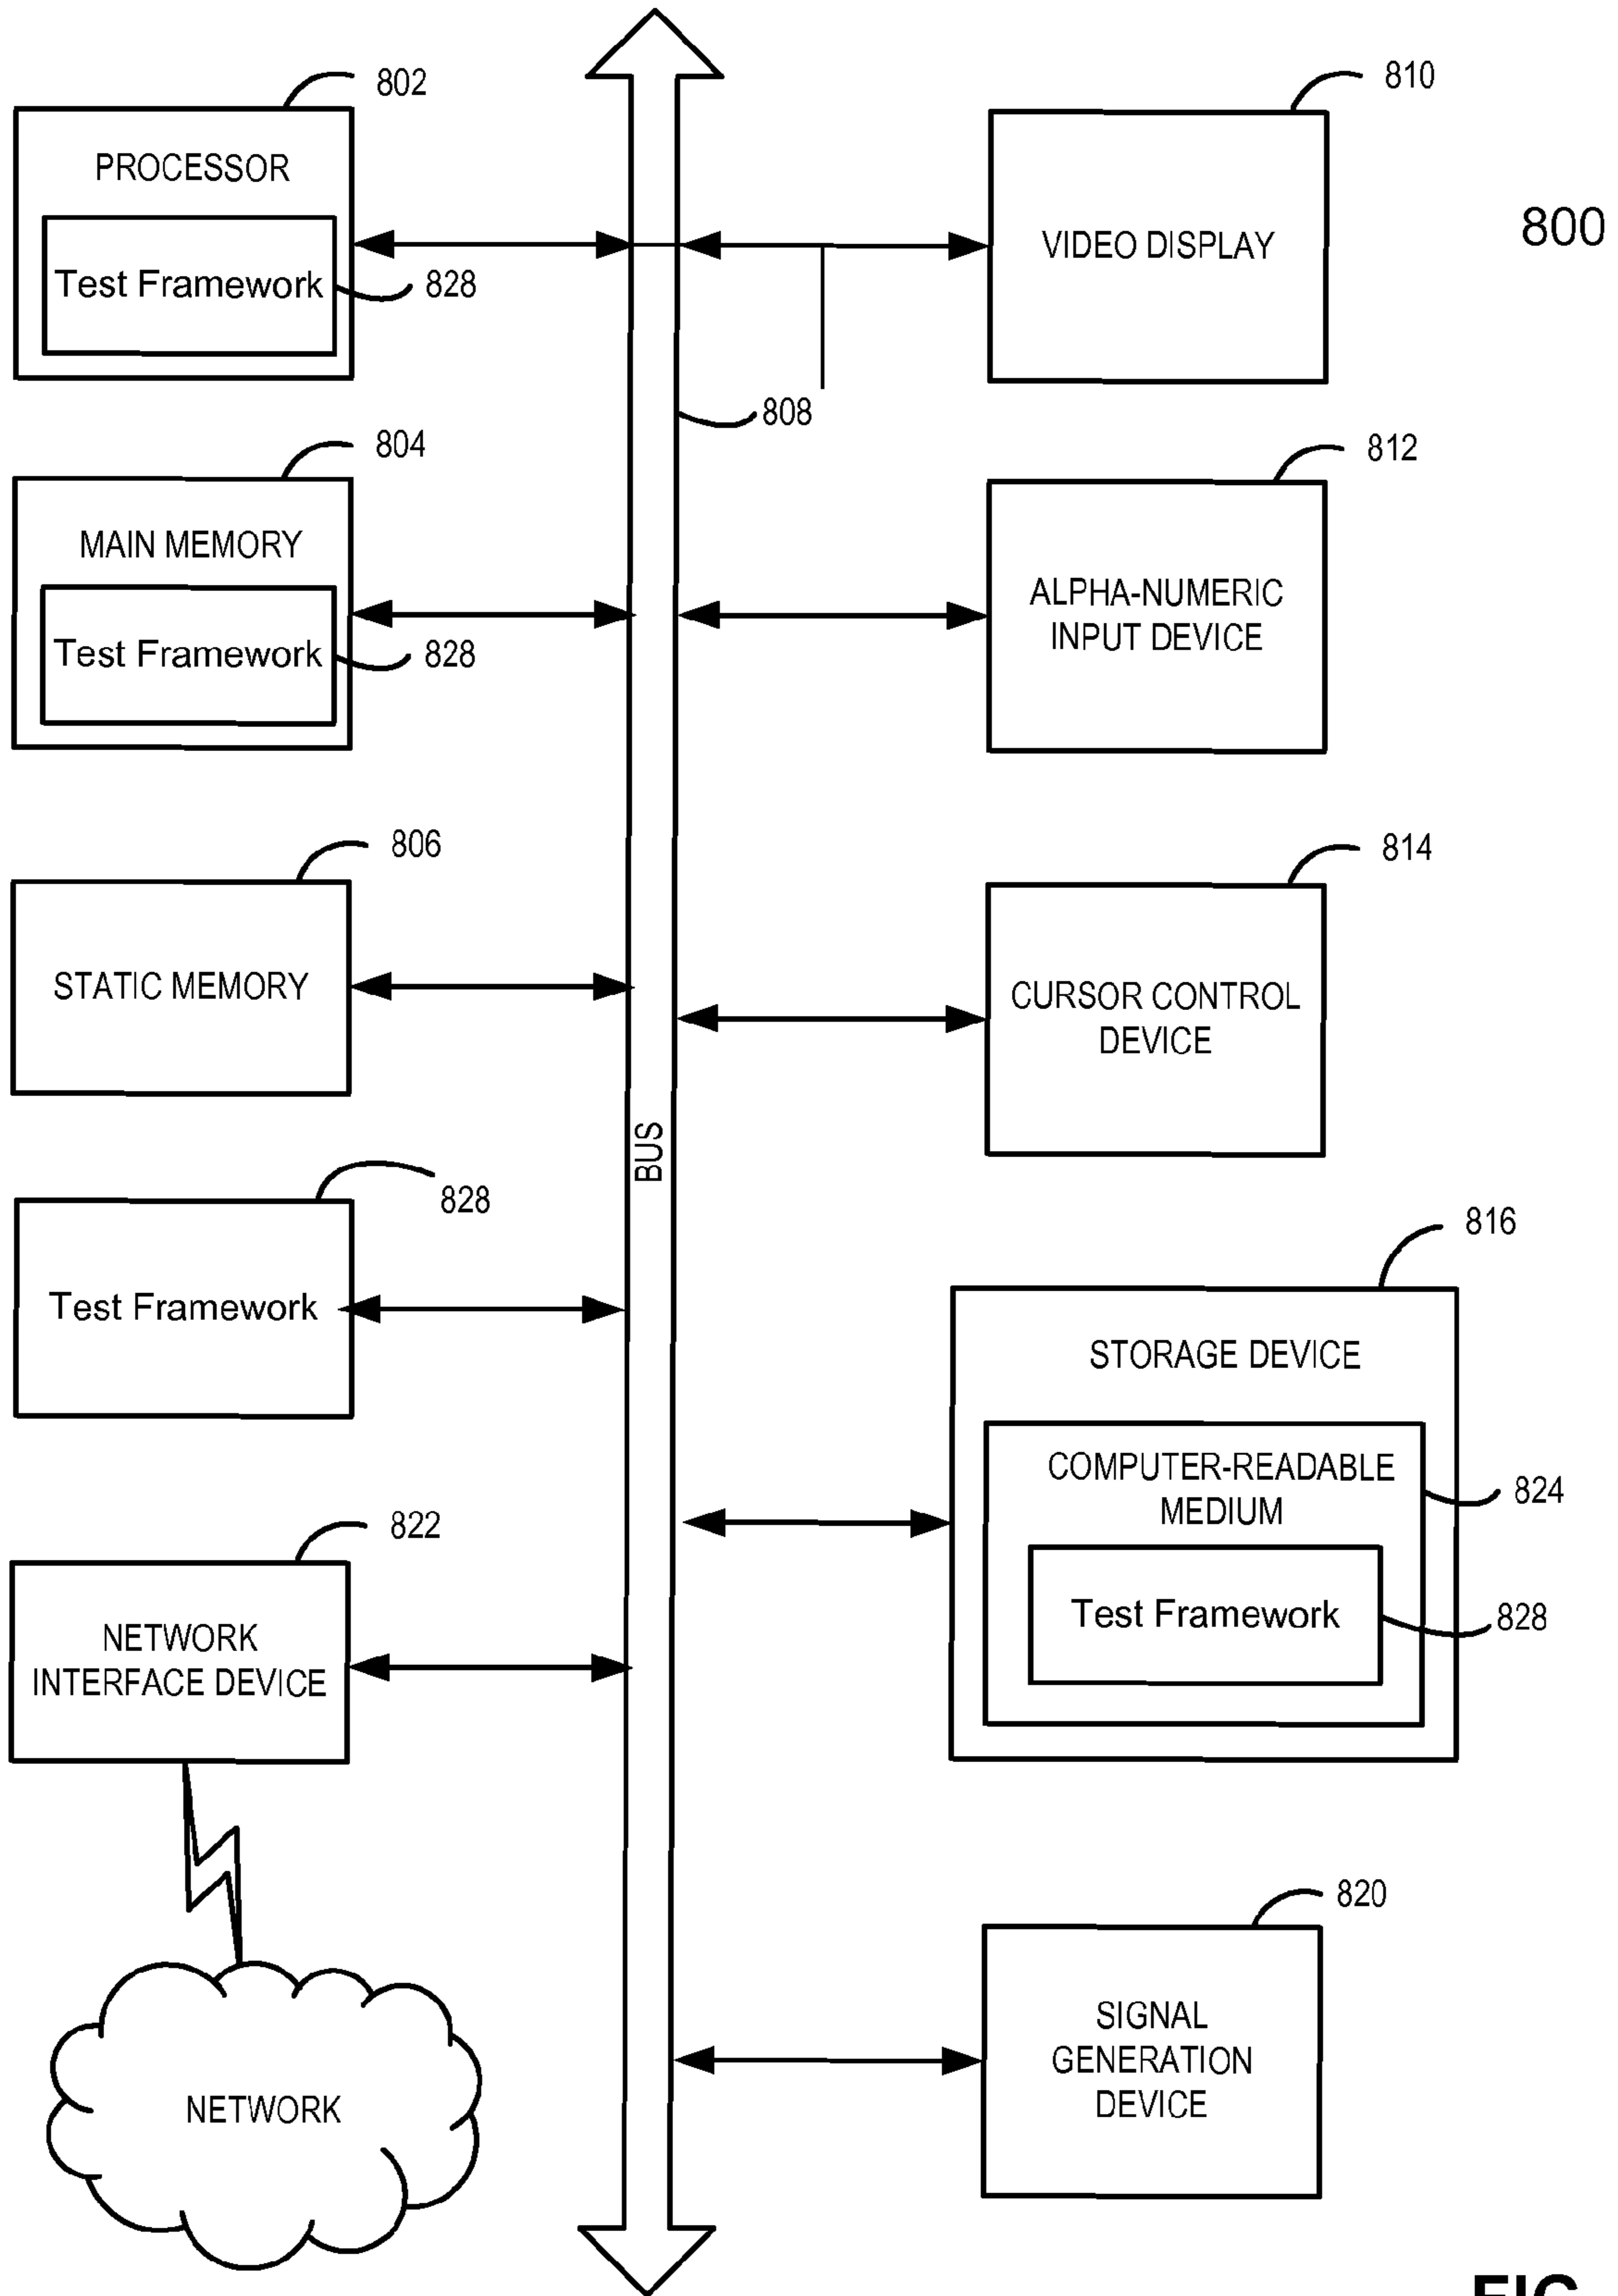 802
PROCESSOR
Test Framework
828
810
VIDEO DISPLAY
800
808
804
MAIN MEMORY
Test Framework
828
812
ALPHA-NUMERIC
INPUT DEVICE
806
STATIC MEMORY
814
CURSOR CONTROL
DEVICE
BUS
828
Test Framework
816
STORAGE DEVICE
COMPUTER-READABLE
MEDIUM
824
Test Framework
828
822
NETWORK
INTERFACE DEVICE
820
SIGNAL
GENERATION
DEVICE
NETWORK
FIG